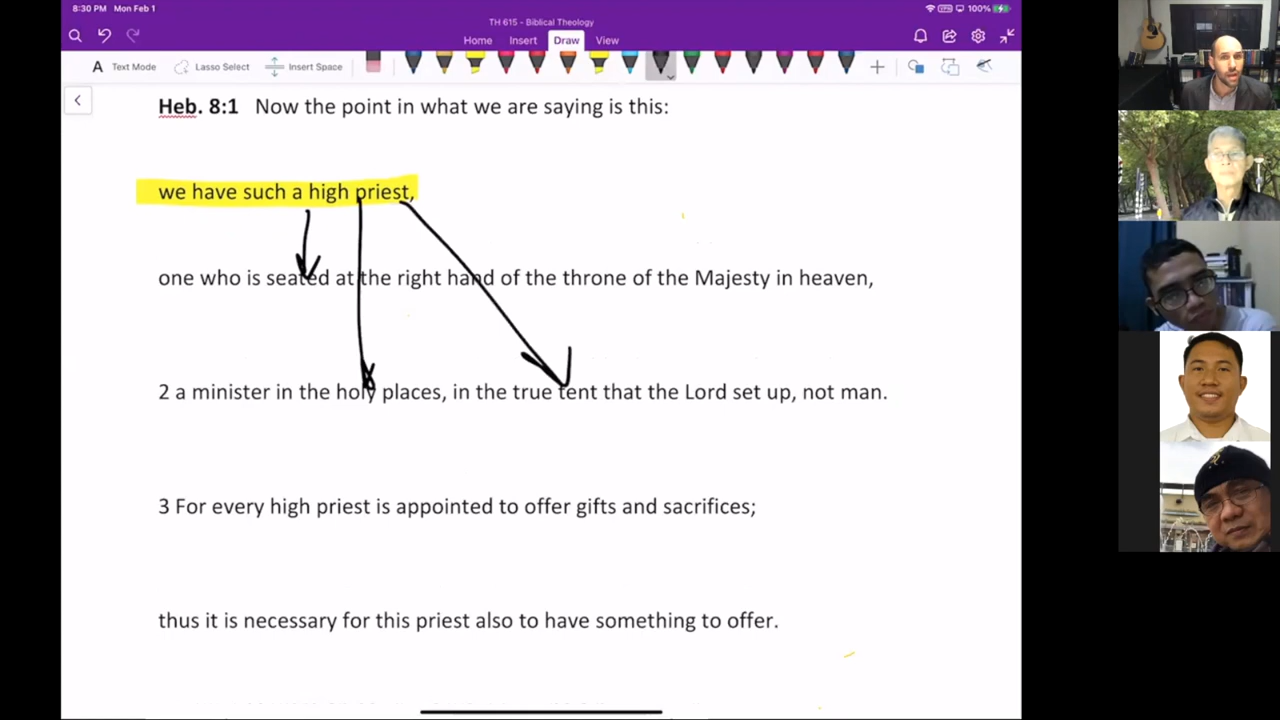 8:30 PM Mon Feb 1
100%
TH 615 - Biblical Theology
Home Insert Draw View
Text Mode Lasso Select Insert Space
Heb. 8:1 Now the point in what we are saying is this:
we have such a high priest,
one who is seated at the right hand of the throne of the Majesty in heaven,
2 a minister in the holy places, in the true tent that the Lord set up, not man.
3 For every high priest is appointed to offer gifts and sacrifices;
thus it is necessary for this priest also to have something to offer.